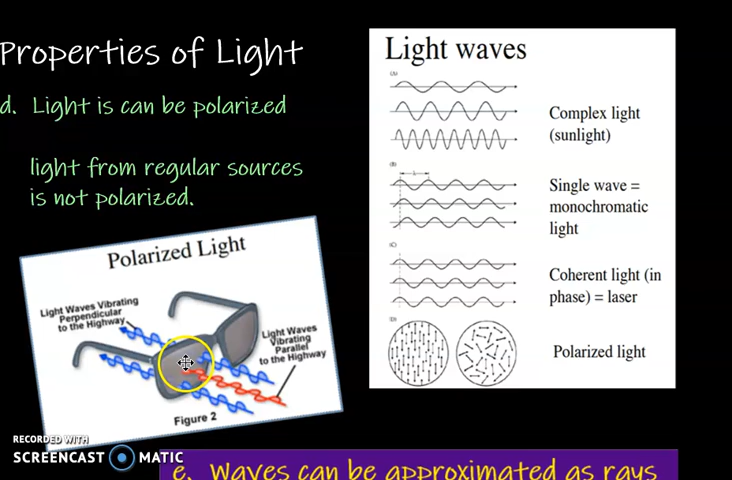 Properties of Light
d. Light is can be polarized
light from regular sources
is not polarized.
Polarized Light
Light Waves Vibrating
Perpendicular
to the Highway
Light Waves
Vibrating
Parallel
to the Highway
Figure 2
Light waves
(A)
Complex light
(sunlight)
(B)
Single wave =
monochromatic
light
(C)
Coherent light (in
phase) = laser
(D)
Polarized light
RECORDED WITH
SCREENCAST MATIC
e. Waves can be approximated as rays